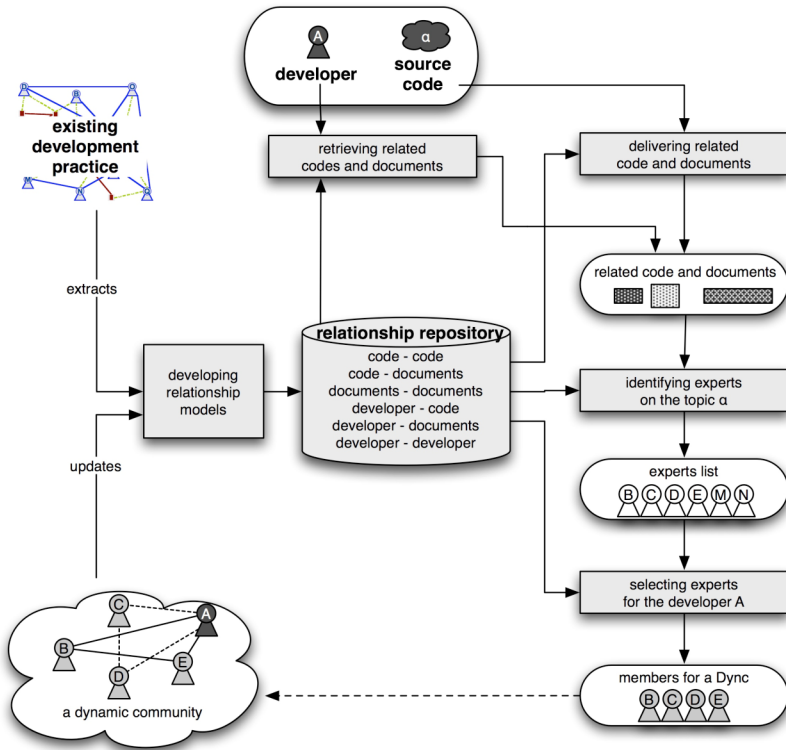 A
α
developer
source
code
D
B
O
existing
development
practice
M
N
Q
retrieving related
codes and documents
delivering related
code and documents
related code and documents
extracts
relationship repository
code - code
code - documents
documents - documents
developer - code
developer - documents
developer - developer
developing
relationship
models
identifying experts
on the topic α
updates
experts list
B C D E M N
selecting experts
for the developer A
C
A
B
E
D
a dynamic community
members for a Dync
B C D E